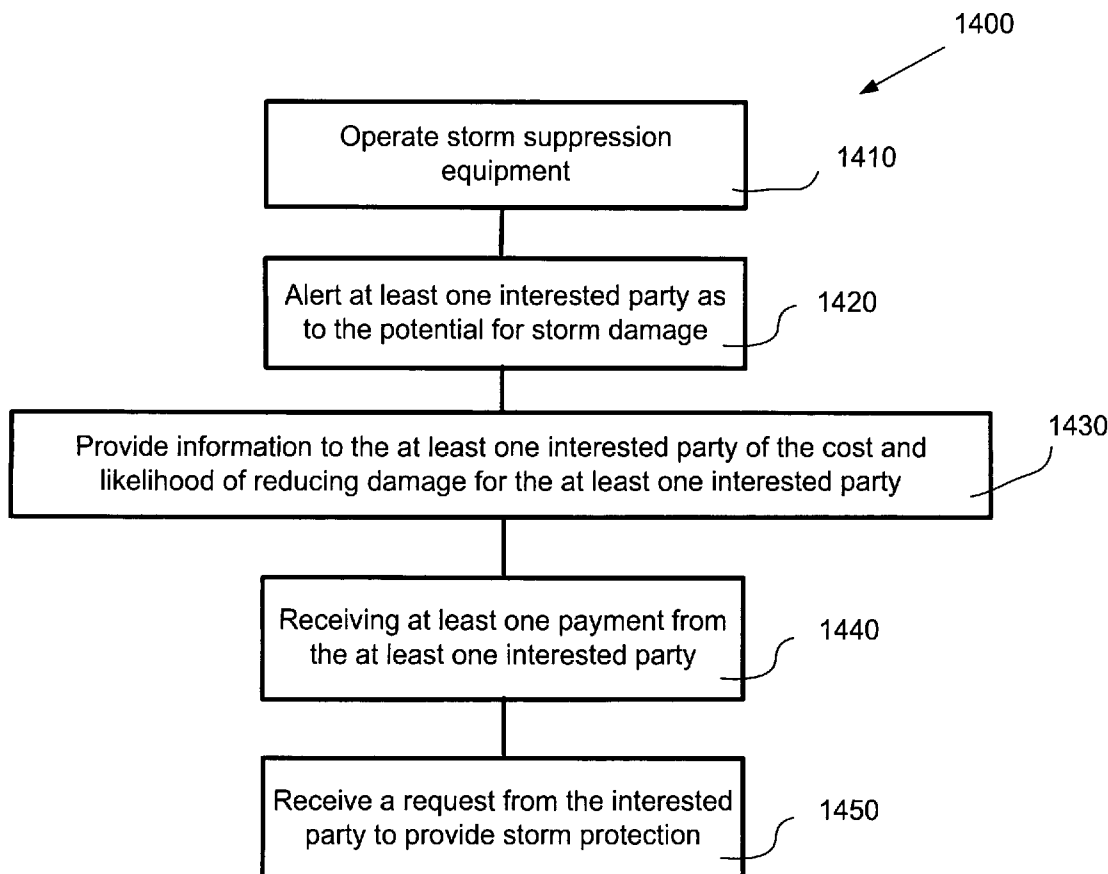 1400
Operate storm suppression
equipment
1410
Alert at least one interested party as
to the potential for storm damage
1420
Provide information to the at least one interested party of the cost and
likelihood of reducing damage for the at least one interested party
1430
Receiving at least one payment from
the at least one interested party
1440
Receive a request from the interested
party to provide storm protection
1450